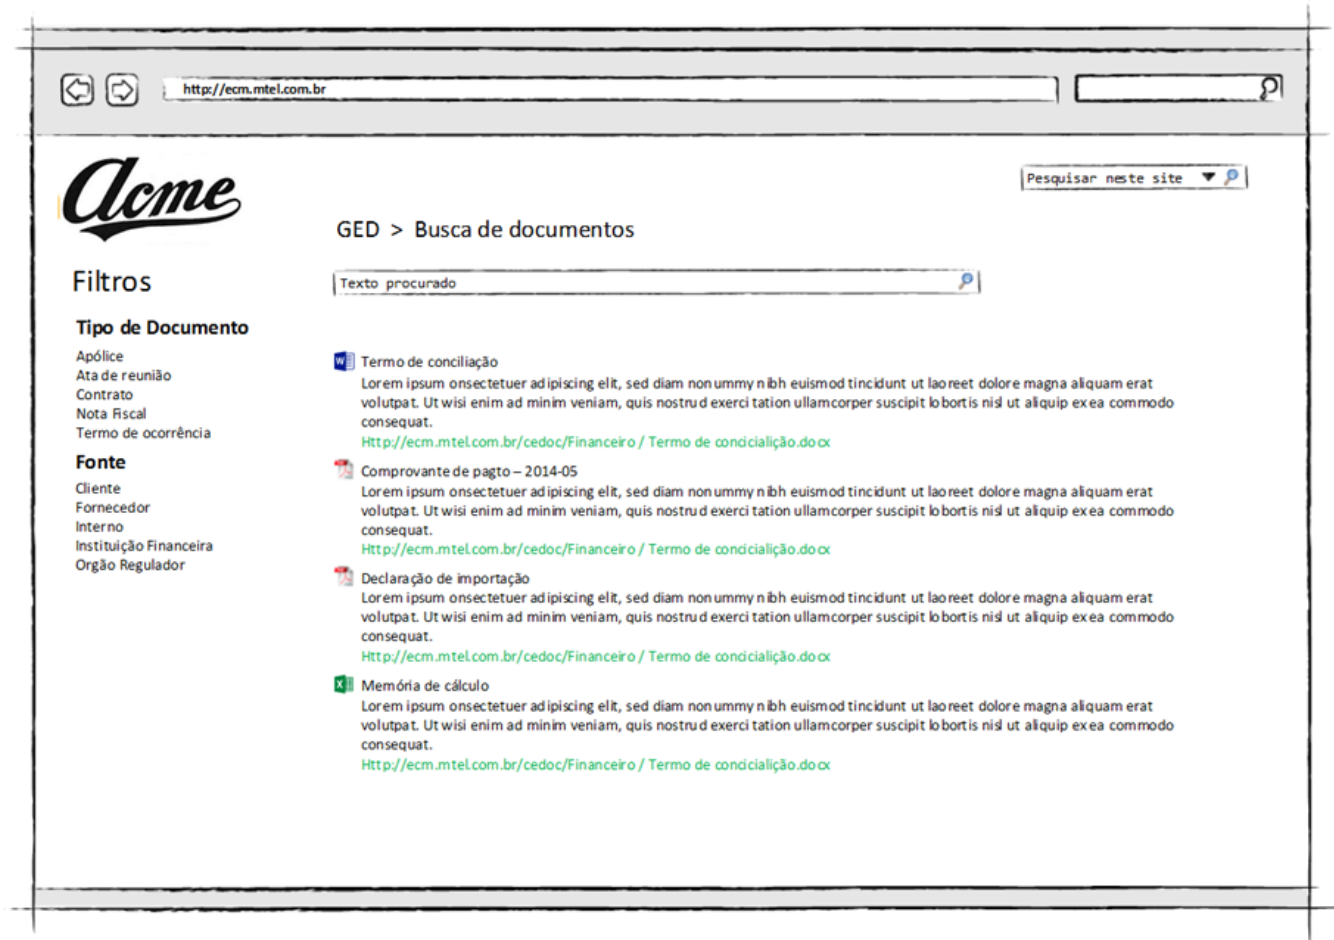 http://ecm.mtel.com.br
Acme
Pesquisar neste site
GED > Busca de documentos
Filtros
Texto procurado
Tipo de Documento
Apólice
Ata de reunião
Contrato
Nota Fiscal
Termo de ocorrência
Fonte
Cliente
Fornecedor
Interno
Instituição Financeira
Orgão Regulador
Termo de conciliação
Lorem ipsum onsectetuer adipiscing elit, sed diam nonummy nibh euismod tincidunt ut laoreet dolore magna aliquam erat
volutpat. Ut wisi enim ad minim veniam, quis nostrud exerci tation ullamcorper suscipit lobortis nisl ut aliquip ex ea commodo
consequat.
Http://ecm.mtel.com.br/cedoc/Financeiro / Termo de concicialição.docx
Comprovante de pagto – 2014-05
Lorem ipsum onsectetuer adipiscing elit, sed diam nonummy nibh euismod tincidunt ut laoreet dolore magna aliquam erat
volutpat. Ut wisi enim ad minim veniam, quis nostrud exerci tation ullamcorper suscipit lobortis nisl ut aliquip ex ea commodo
consequat.
Http://ecm.mtel.com.br/cedoc/Financeiro / Termo de concicialição.docx
Declaração de importação
Lorem ipsum onsectetuer adipiscing elit, sed diam nonummy nibh euismod tincidunt ut laoreet dolore magna aliquam erat
volutpat. Ut wisi enim ad minim veniam, quis nostrud exerci tation ullamcorper suscipit lobortis nisl ut aliquip ex ea commodo
consequat.
Http://ecm.mtel.com.br/cedoc/Financeiro / Termo de concicialição.docx
Memória de cálculo
Lorem ipsum onsectetuer adipiscing elit, sed diam nonummy nibh euismod tincidunt ut laoreet dolore magna aliquam erat
volutpat. Ut wisi enim ad minim veniam, quis nostrud exerci tation ullamcorper suscipit lobortis nisl ut aliquip ex ea commodo
consequat.
Http://ecm.mtel.com.br/cedoc/Financeiro / Termo de concicialição.docx